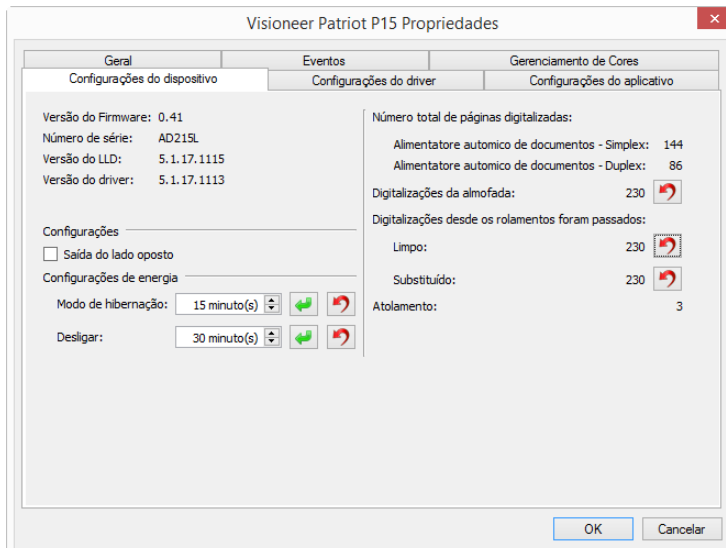 Visioneer Patriot P15 Propriedades
Geral Eventos Gerenciamento de Cores
Configurações do dispositivo Configurações do driver Configurações do aplicativo
Versão do Firmware: 0.41
Número de série: AD215L
Versão do LLD: 5.1.17.1115
Versão do driver: 5.1.17.1113
Configurações
Saída do lado oposto
Configurações de energia
Modo de hibernação: 15 minuto(s)
Desligar: 30 minuto(s)
Número total de páginas digitalizadas:
Alimentatore automico de documentos - Simplex: 144
Alimentatore automico de documentos - Duplex: 86
Digitalizações da almofada: 230
Digitalizações desde os rolamentos foram passados:
Limpo: 230
Substituído: 230
Atolamento: 3
OK Cancelar